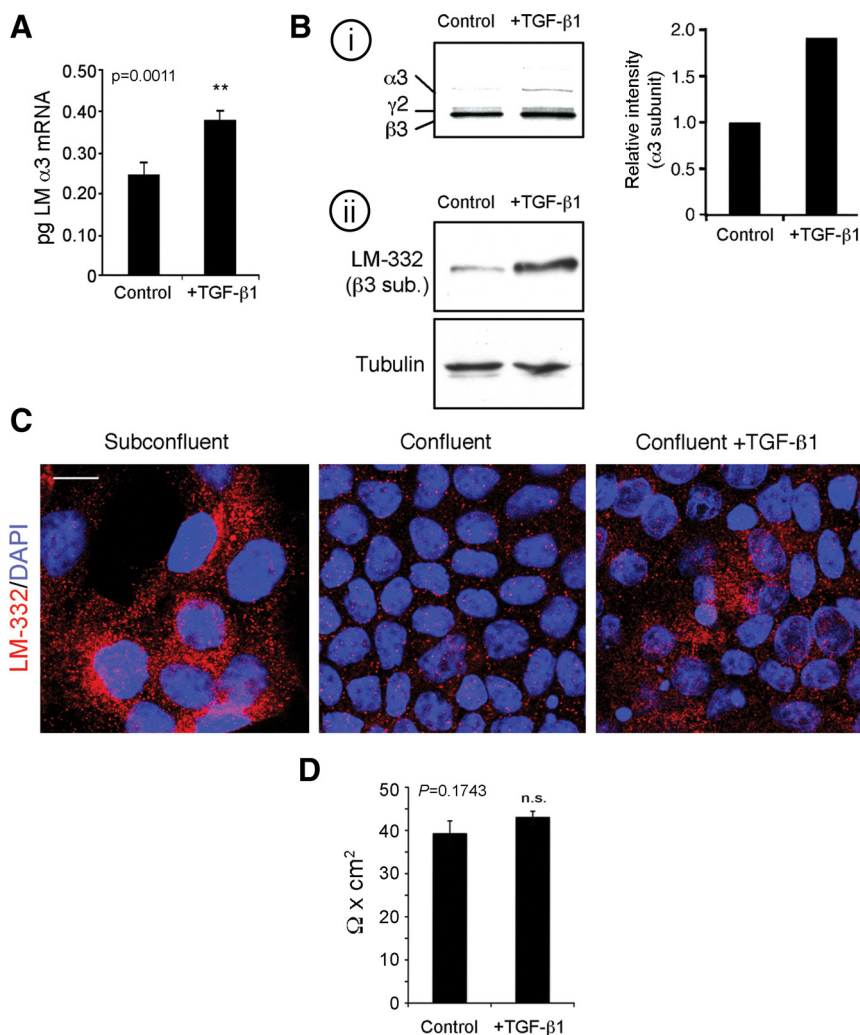 A
p=0.0011
**
pg LM α3 mRNA
0.50
0.40
0.30
0.20
0.10
0
Control
+TGF-β1
B
i
Control
+TGF-β1
α3
γ2
β3
Relative intensity
(α3 subunit)
2.0
1.5
1.0
0.5
0
Control
+TGF-β1
ii
Control
+TGF-β1
LM-332
(β3 sub.)
Tubulin
C
Subconfluent
Confluent
Confluent +TGF-β1
LM-332/DAPI
D
P=0.1743
n.s.
Ω x cm²
50
40
30
20
10
0
Control
+TGF-β1